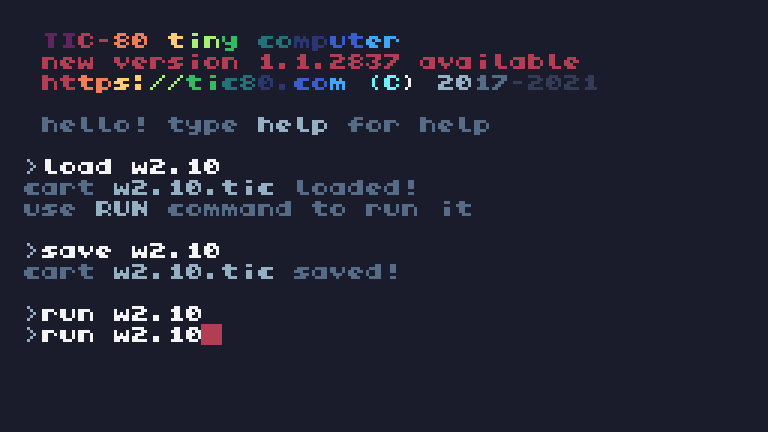 TIC-80 tiny computer
new version 1.1.2837 available
https://tic80.com (C) 2017-2021
hello! type help for help
>load w2.10
cart w2.10.tic loaded!
use RUN command to run it
>save w2.10
cart w2.10.tic saved!
>run w2.10
>run w2.10